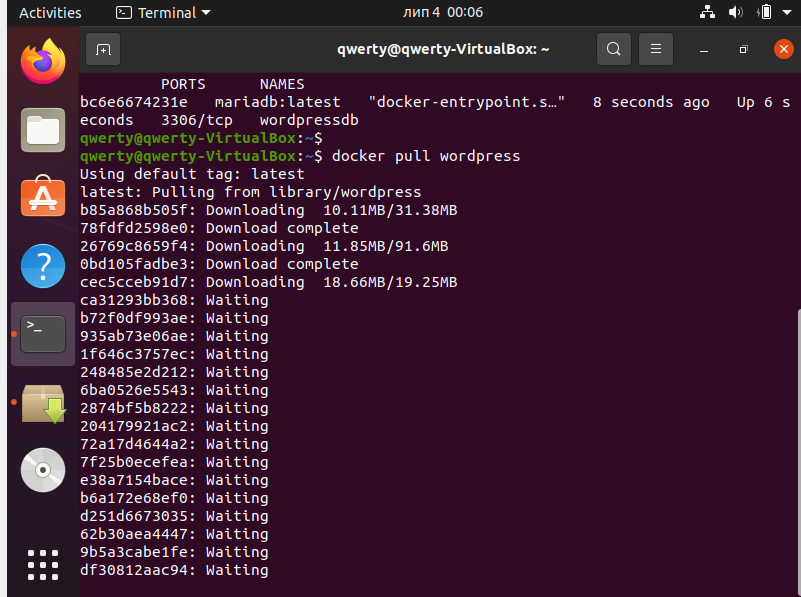 Activities
Terminal
лип 4 00:06
qwerty@qwerty-VirtualBox: ~
PORTS NAMES
bc6e6674231e mariadb:latest "docker-entrypoint.s…" 8 seconds ago Up 6 s
econds 3306/tcp wordpressdb
qwerty@qwerty-VirtualBox:~$
qwerty@qwerty-VirtualBox:~$ docker pull wordpress
Using default tag: latest
latest: Pulling from library/wordpress
b85a868b505f: Downloading 10.11MB/31.38MB
78fdfd2598e0: Download complete
26769c8659f4: Downloading 11.85MB/91.6MB
0bd105fadbe3: Download complete
cec5cceb91d7: Downloading 18.66MB/19.25MB
ca31293bb368: Waiting
b72f0df993ae: Waiting
935ab73e06ae: Waiting
1f646c3757ec: Waiting
248485e2d212: Waiting
6ba0526e5543: Waiting
2874bf5b8222: Waiting
204179921ac2: Waiting
72a17d4644a2: Waiting
7f25b0ecefea: Waiting
e38a7154bace: Waiting
b6a172e68ef0: Waiting
d251d6673035: Waiting
62b30aea4447: Waiting
9b5a3cabe1fe: Waiting
df30812aac94: Waiting